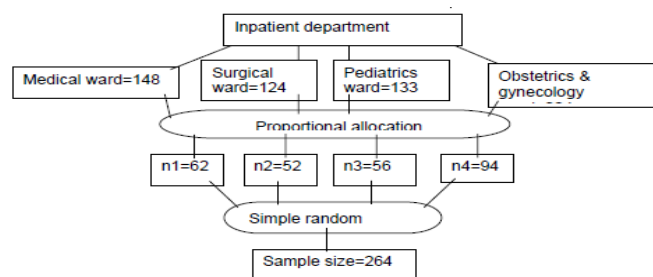 Inpatient department
Medical ward=148
Surgical
ward=124
Pediatrics
ward=133
Obstetrics &
gynecology
Proportional allocation
n1=62
n2=52
n3=56
n4=94
Simple random
Sample size=264